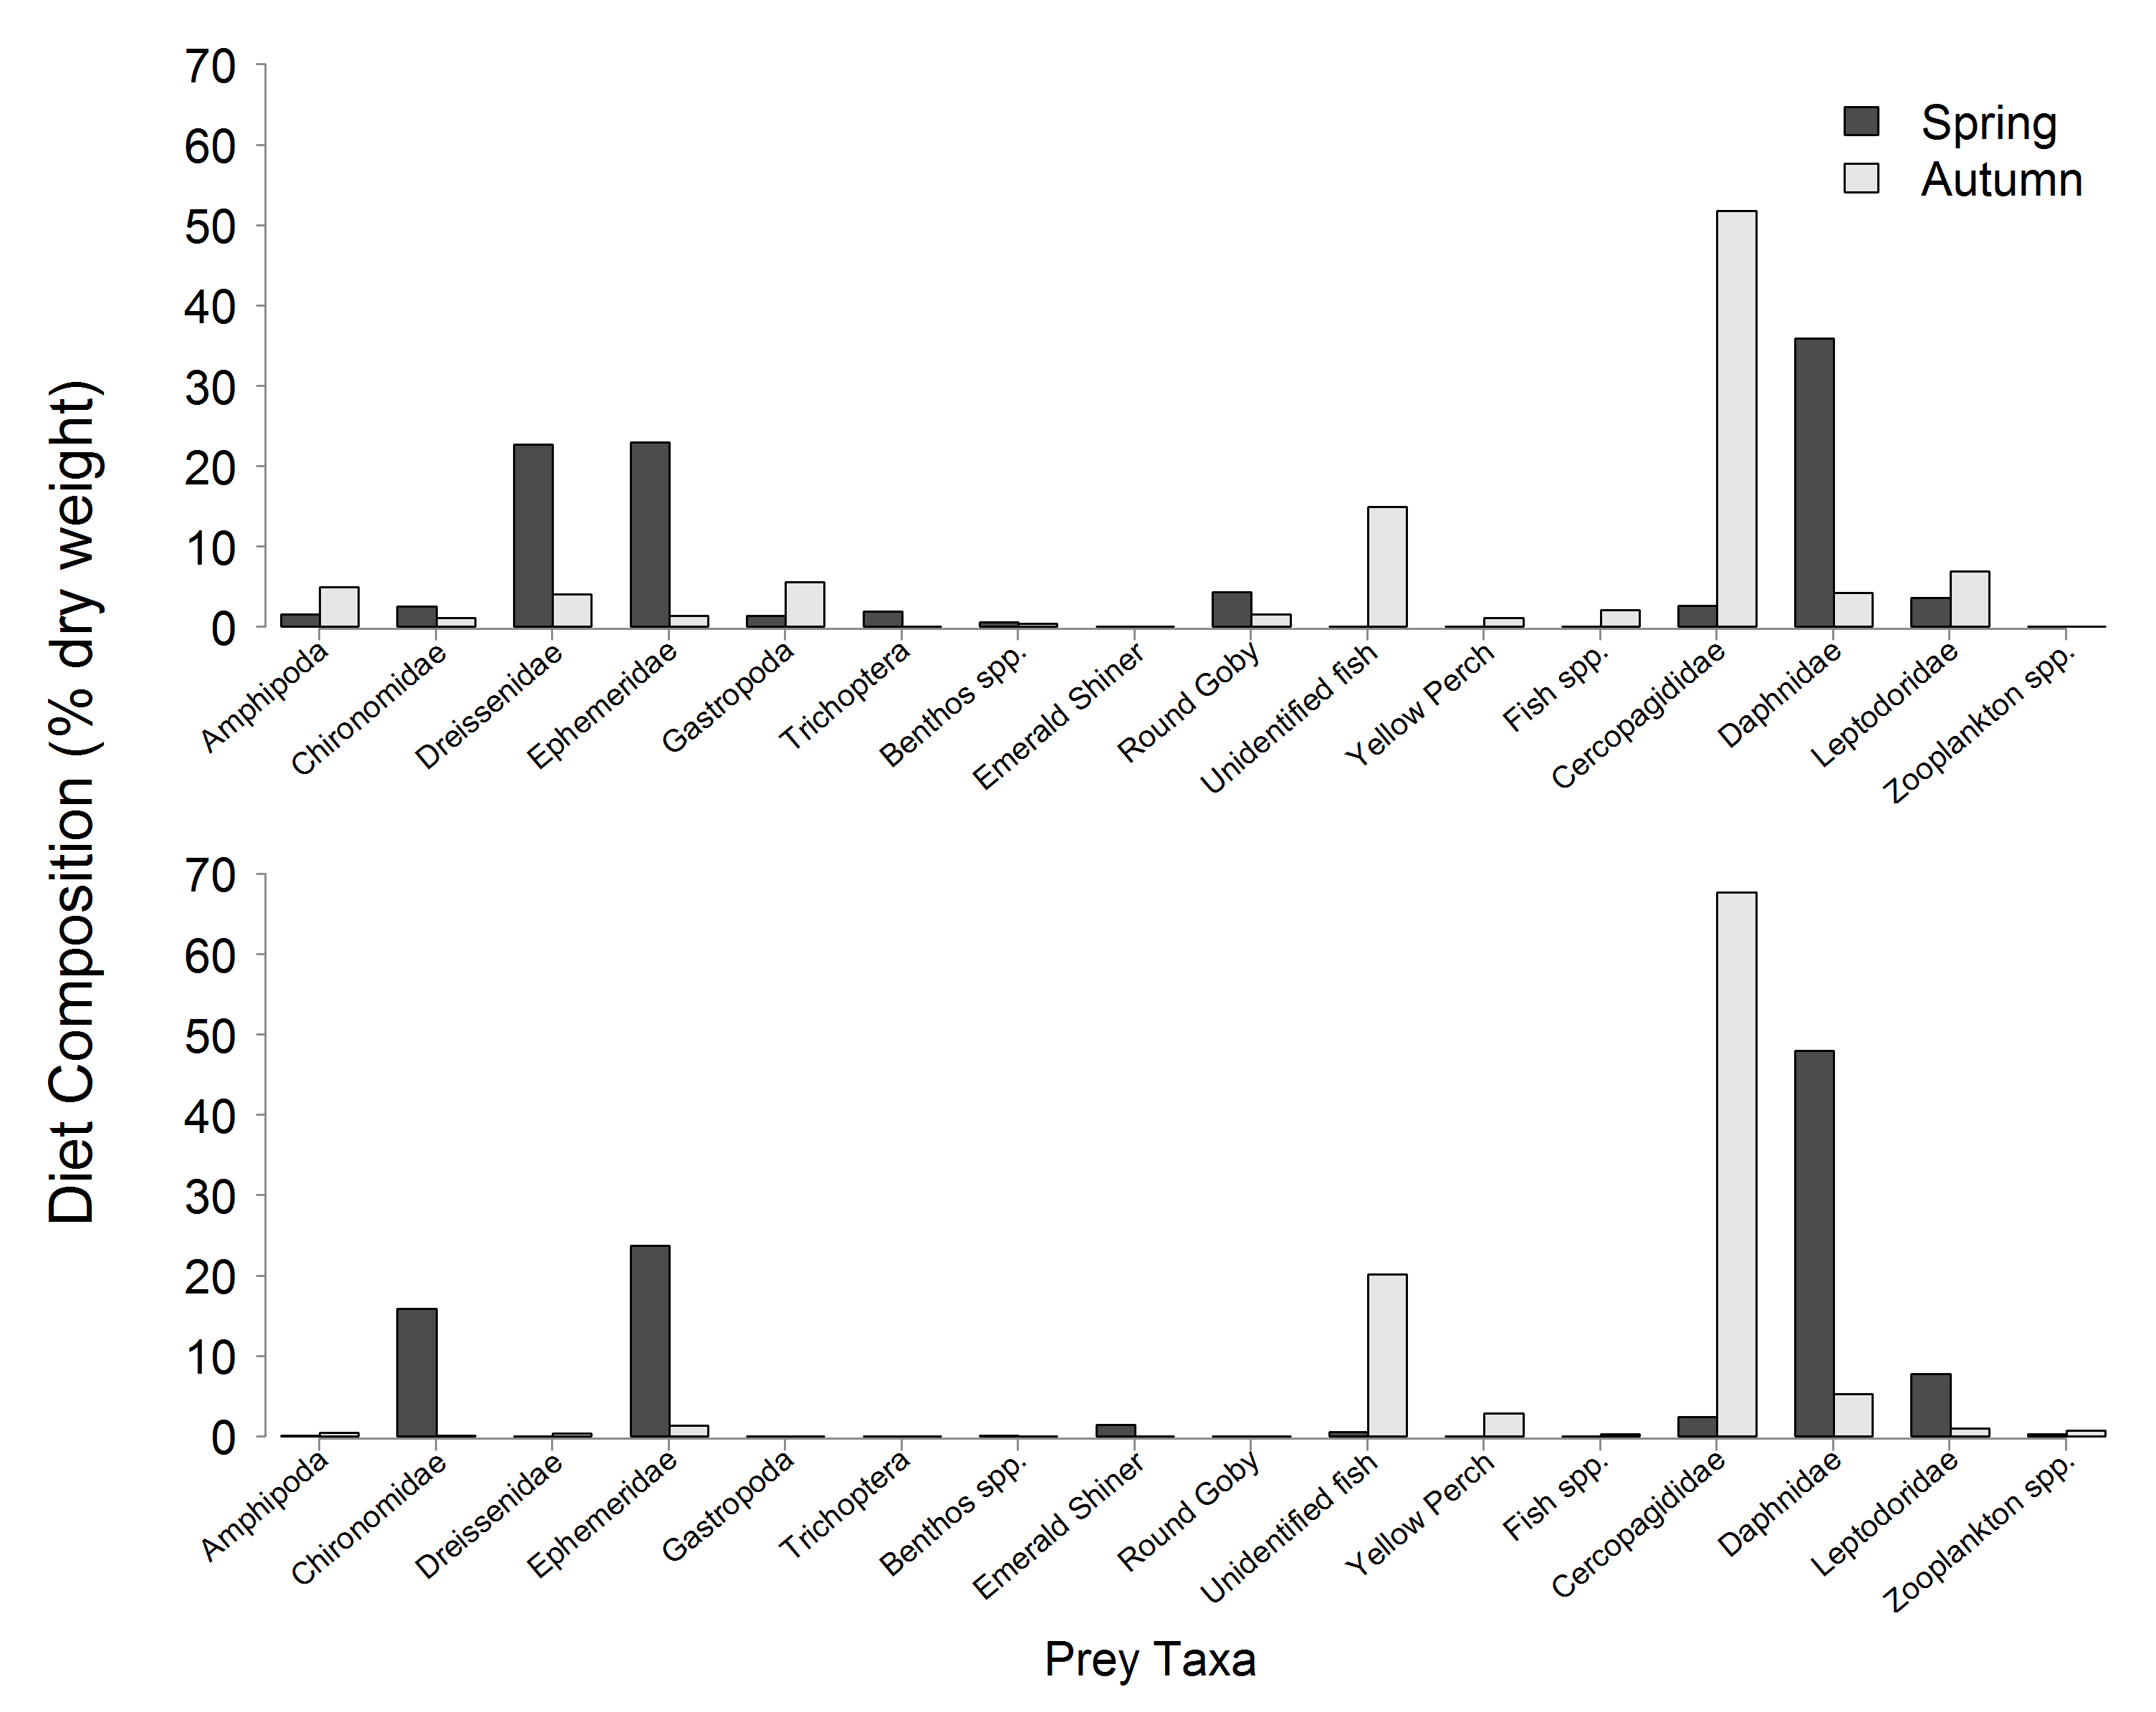 Diet Composition (% dry weight)
70
60
50
40
30
20
10
0
Spring
Autumn
Amphipoda
Chironomidae
Dreissenidae
Ephemeridae
Gastropoda
Trichoptera
Benthos spp.
Emerald Shiner
Round Goby
Unidentified fish
Yellow Perch
Fish spp.
Cercopagididae
Daphnidae
Leptodoridae
Zooplankton spp.
70
60
50
40
30
20
10
0
Amphipoda
Chironomidae
Dreissenidae
Ephemeridae
Gastropoda
Trichoptera
Benthos spp.
Emerald Shiner
Round Goby
Unidentified fish
Yellow Perch
Fish spp.
Cercopagididae
Daphnidae
Leptodoridae
Zooplankton spp.
Prey Taxa